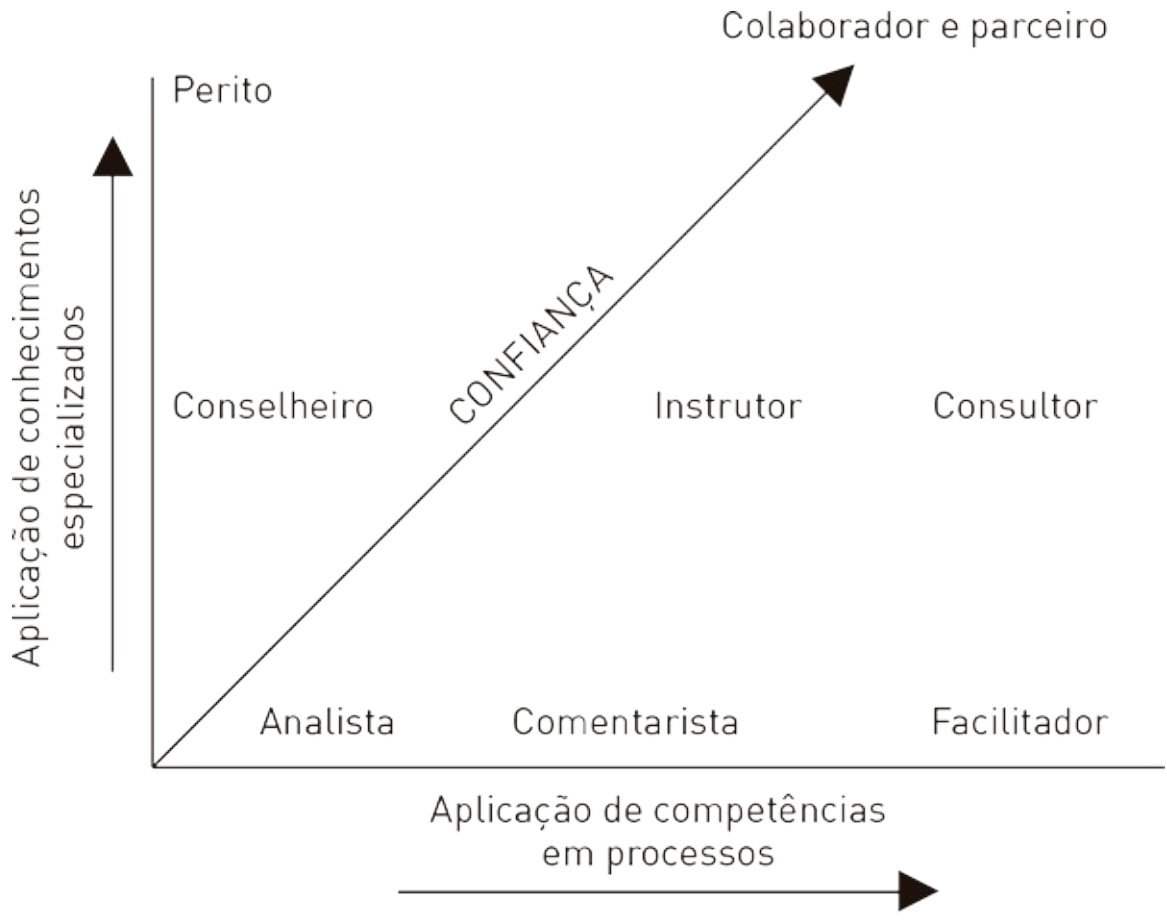 Colaborador e parceiro
Perito
Aplicação de conhecimentos
especializados
CONFIANÇA
Conselheiro
Instrutor
Consultor
Analista
Comentarista
Facilitador
Aplicação de competências
em processos